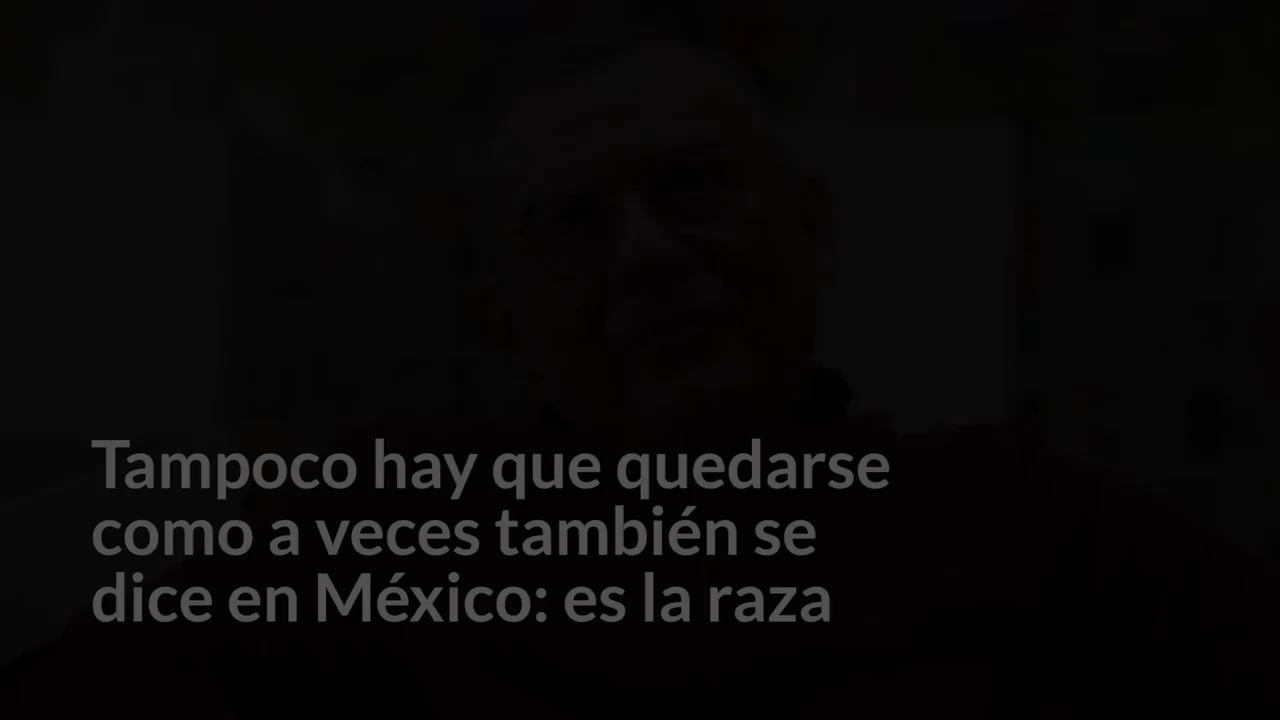 Tampoco hay que quedarse
como a veces también se
dice en México: es la raza